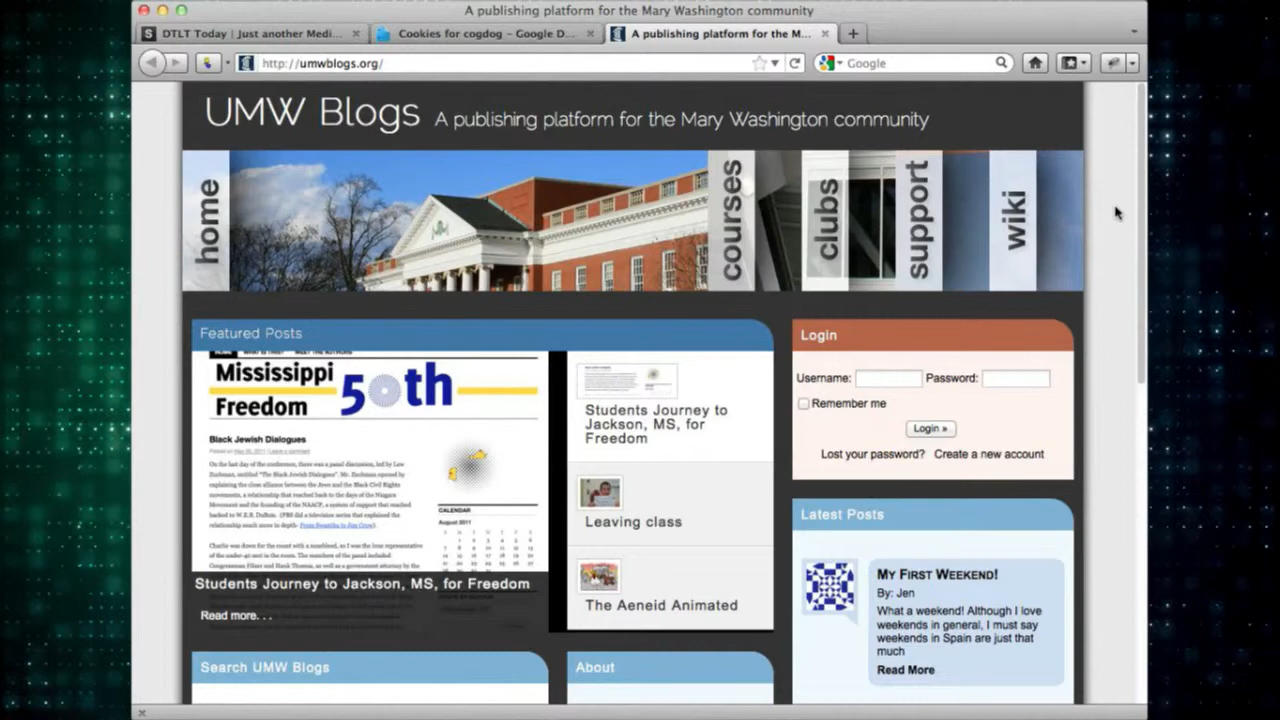 A publishing platform for the Mary Washington community
DTLT Today | Just another Medi...
Cookies for cogdog – Google D...
A publishing platform for the M...
http://umwblogs.org/
Google
UMW Blogs
A publishing platform for the Mary Washington community
home
courses
clubs
support
wiki
Featured Posts
Mississippi
Freedom
50th
Black Jewish Dialogues
CALENDAR
August 2011
Students Journey to Jackson, MS, for Freedom
Read more. . .
Students Journey to
Jackson, MS, for
Freedom
Leaving class
The Aeneid Animated
Login
Username:
Password:
Remember me
Login »
Lost your password?
Create a new account
Latest Posts
My First Weekend!
By: Jen
What a weekend! Although I love
weekends in general, I must say
weekends in Spain are just that
much
Read More
Search UMW Blogs
About